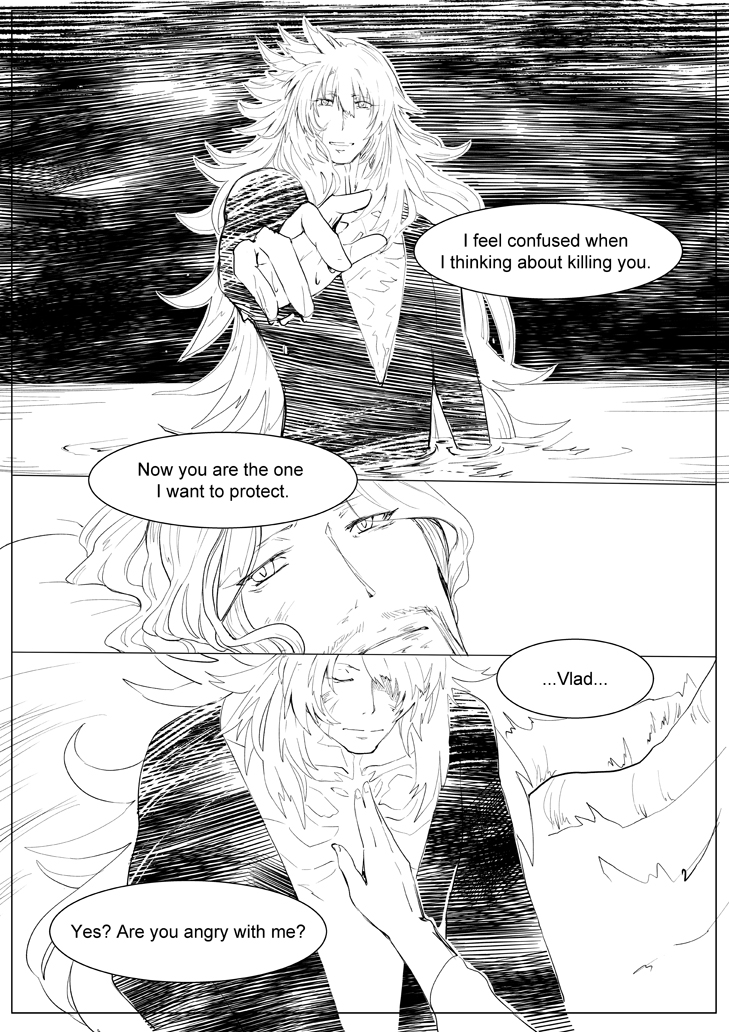 I feel confused when
I thinking about killing you.
Now you are the one
I want to protect.
...Vlad...
Yes? Are you angry with me?